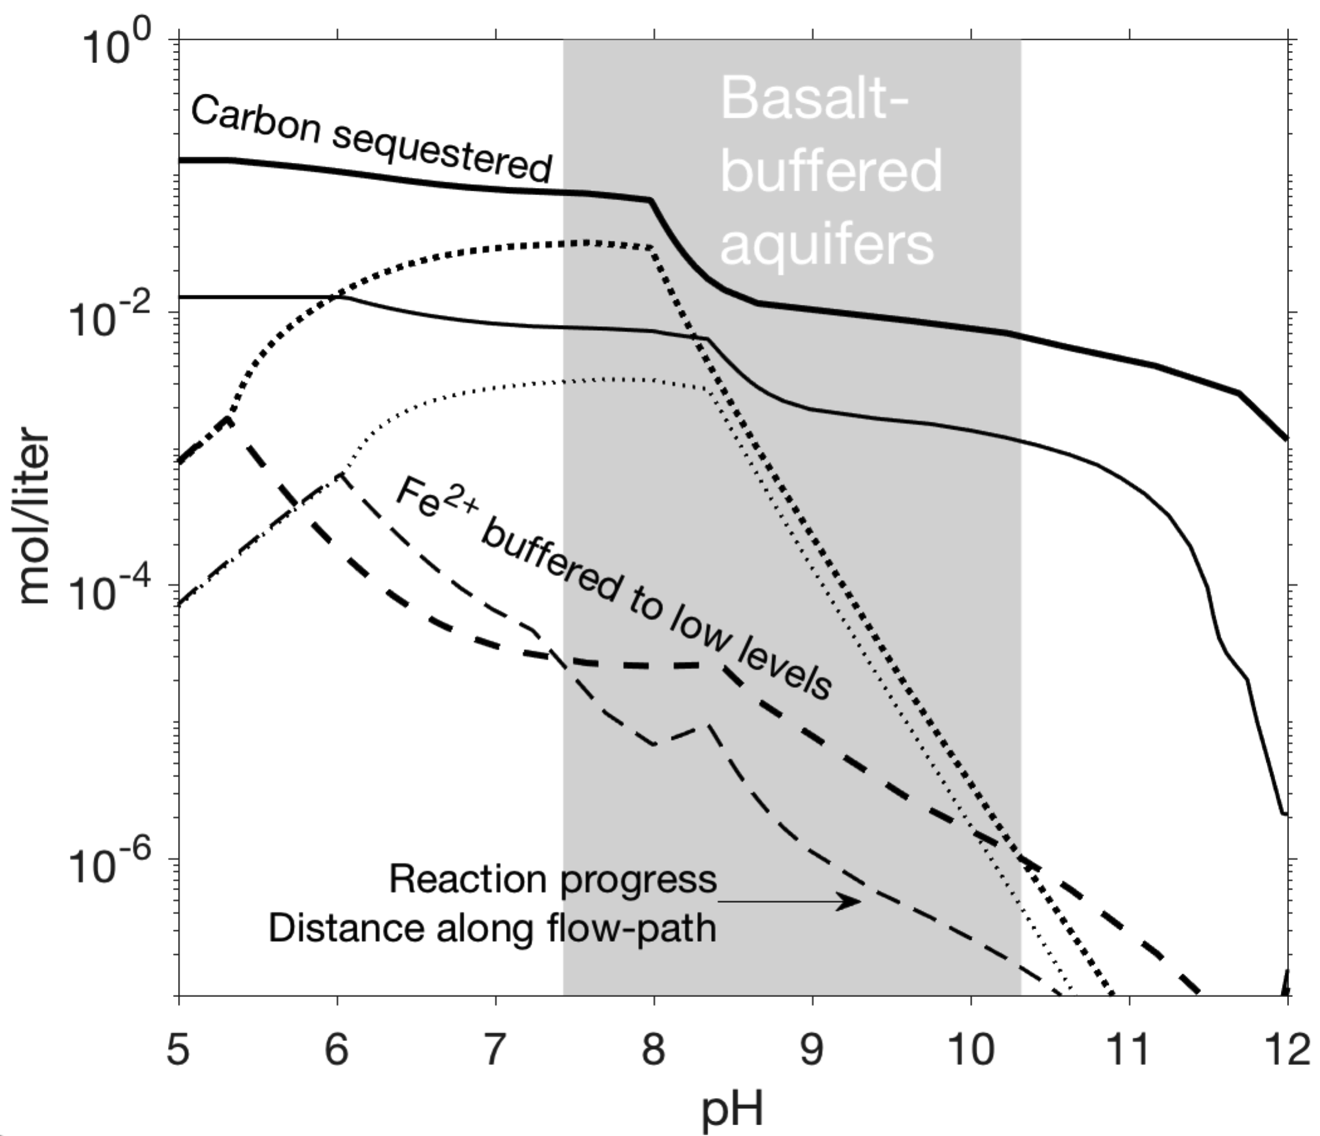 10^0
Carbon sequestered
Basalt-
buffered
aquifers
10^-2
mol/liter
Fe^2+ buffered to low levels
10^-4
10^-6
Reaction progress
Distance along flow-path
5 6 7 8 9 10 11 12
pH